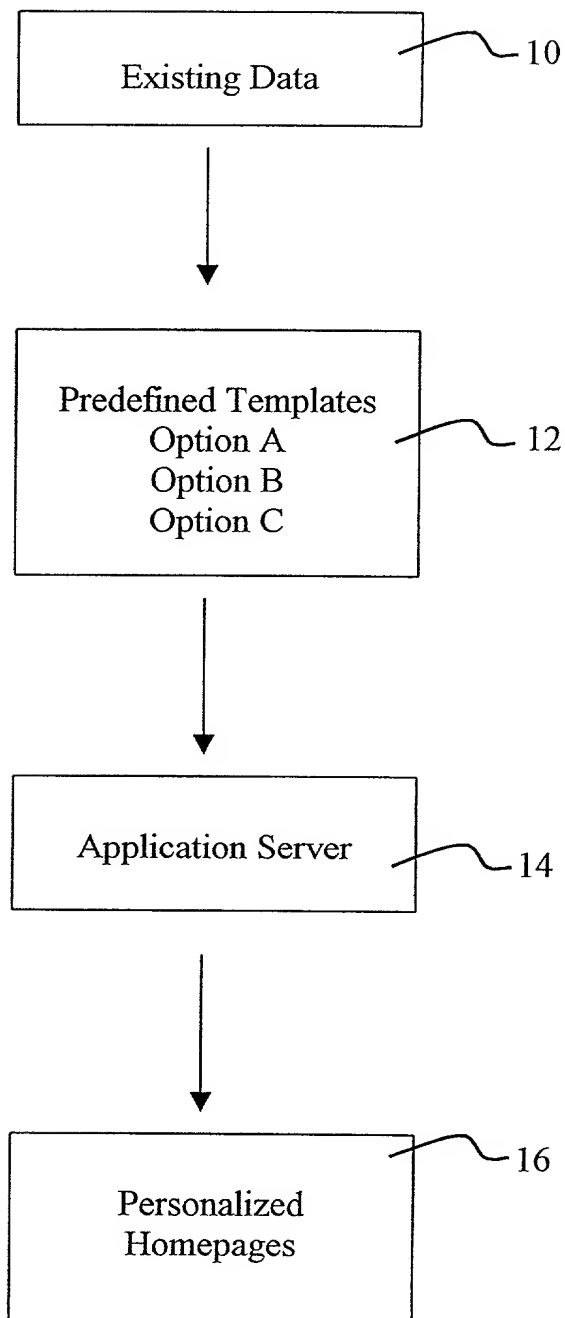 10
Existing Data
Predefined Templates
Option A
12
Option B
Option C
Application Server
14
16
Personalized
Homepages